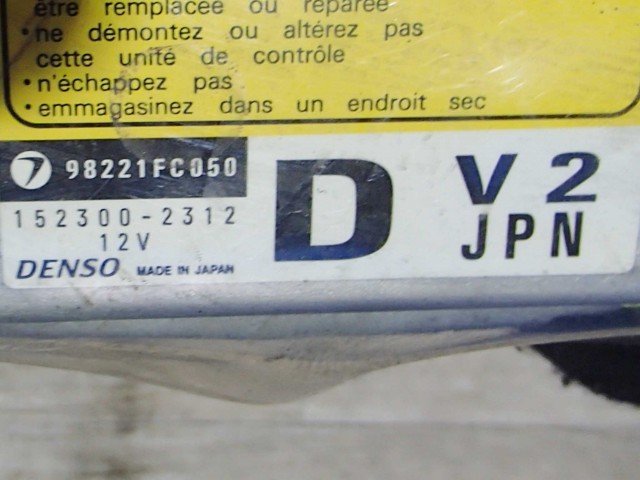 être remplacée ou réparée
•ne démontez ou altérez pas
cette unité de contrôle
•n'échappez pas
•emmagasinez dans un endroit sec
98221FC050
152300-2312
12V
DENSO MADE IN JAPAN
D
V2
JPN